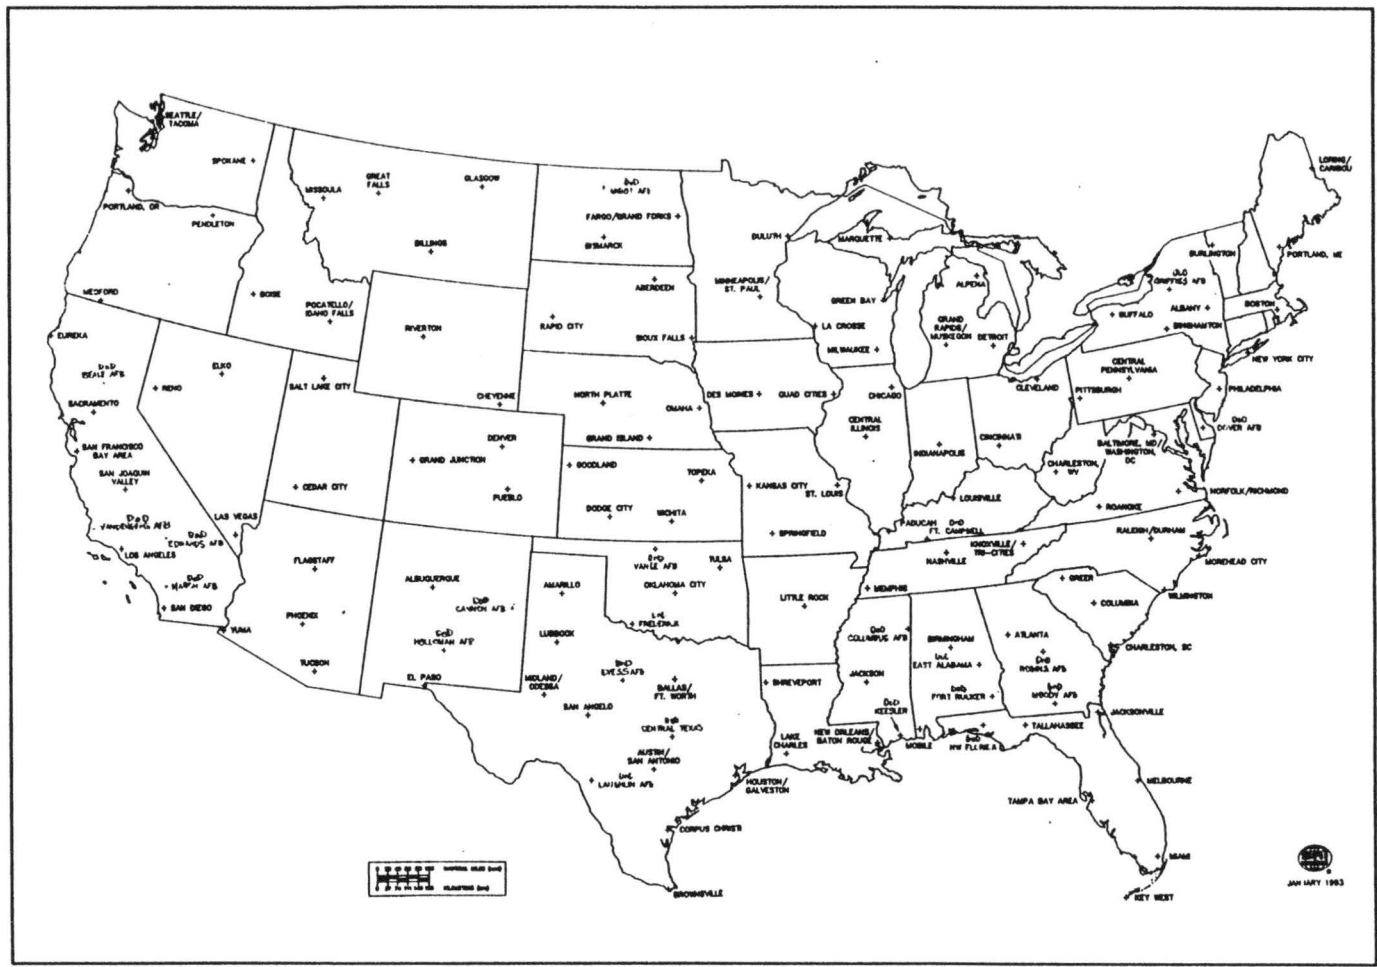 SEATTLE/
TACOMA
SPOKANE
PORTLAND, OR
PENDLETON
MEDFORD
EUREKA
DoD
BEALE AFB
SACRAMENTO
SAN FRANCISCO
BAY AREA
SAN JOAQUIN
VALLEY
DoD
VANDENBERG AFB
DoD
EDWARDS AFB
LOS ANGELES
DoD
MARCH AFB
SAN DIEGO
RENO
ELKO
LAS VEGAS
BOISE
POCATELLO/
IDAHO FALLS
MISSOULA
GREAT
FALLS
GLASGOW
BILLINGS
RIVERTON
CHEYENNE
SALT LAKE CITY
CEDAR CITY
GRAND JUNCTION
DENVER
PUEBLO
FLAGSTAFF
PHOENIX
YUMA
TUCSON
ALBUQUERQUE
DoD
CANNON AFB
DoD
HOLLOMAN AFB
EL PASO
DoD
MINOT AFB
FARGO/GRAND FORKS
BISMARCK
ABERDEEN
RAPID CITY
SIOUX FALLS
NORTH PLATTE
OMAHA
GRAND ISLAND
GOODLAND
TOPEKA
DODGE CITY
WICHITA
DoD
VANCE AFB
TULSA
OKLAHOMA CITY
FREDERICK
AMARILLO
LUBBOCK
MIDLAND/
ODESSA
DoD
DYESS AFB
DALLAS/
FT. WORTH
SAN ANGELO
DoD
CENTRAL TEXAS
AUSTIN/
SAN ANTONIO
LAUGHLIN AFB
HOUSTON/
GALVESTON
CORPUS CHRISTI
BROWNSVILLE
DULUTH
MINNEAPOLIS/
ST. PAUL
MARQUETTE
GREEN BAY
LA CROSSE
MILWAUKEE
ALPENA
GRAND
RAPIDS/
MUSKEGON
DETROIT
DES MOINES
QUAD CITIES
CHICAGO
CENTRAL
ILLINOIS
INDIANAPOLIS
CINCINNATI
CLEVELAND
KANSAS CITY
ST. LOUIS
SPRINGFIELD
LOUISVILLE
PADUCAH
DoD
FT. CAMPBELL
NASHVILLE
KNOXVILLE/
TRI-CITIES
MEMPHIS
LITTLE ROCK
SHREVEPORT
LAKE
CHARLES
NEW ORLEANS/
BATON ROUGE
DoD
COLUMBUS AFB
JACKSON
DoD
KEESLER
MOBILE
BIRMINGHAM
EAST ALABAMA
DoD
FORT RUCKER
DoD
NW FLORIDA
ATLANTA
DoD
ROBINS AFB
DoD
MOODY AFB
TALLAHASSEE
JACKSONVILLE
MELBOURNE
TAMPA BAY AREA
MIAMI
KEY WEST
GREER
COLUMBIA
CHARLESTON, SC
WILMINGTON
MOREHEAD CITY
RALEIGH/DURHAM
ROANOKE
NORFOLK/RICHMOND
CHARLESTON,
WV
BALTIMORE, MD/
WASHINGTON,
DC
DoD
DOVER AFB
PHILADELPHIA
PITTSBURGH
CENTRAL
PENNSYLVANIA
NEW YORK CITY
BINGHAMTON
BUFFALO
ALBANY
GRIFFISS AFB
BURLINGTON
BOSTON
PORTLAND, ME
LORING/
CARIBOU
NAUTICAL MILES (nmi)
KILOMETERS (km)
SRI
JANUARY 1993